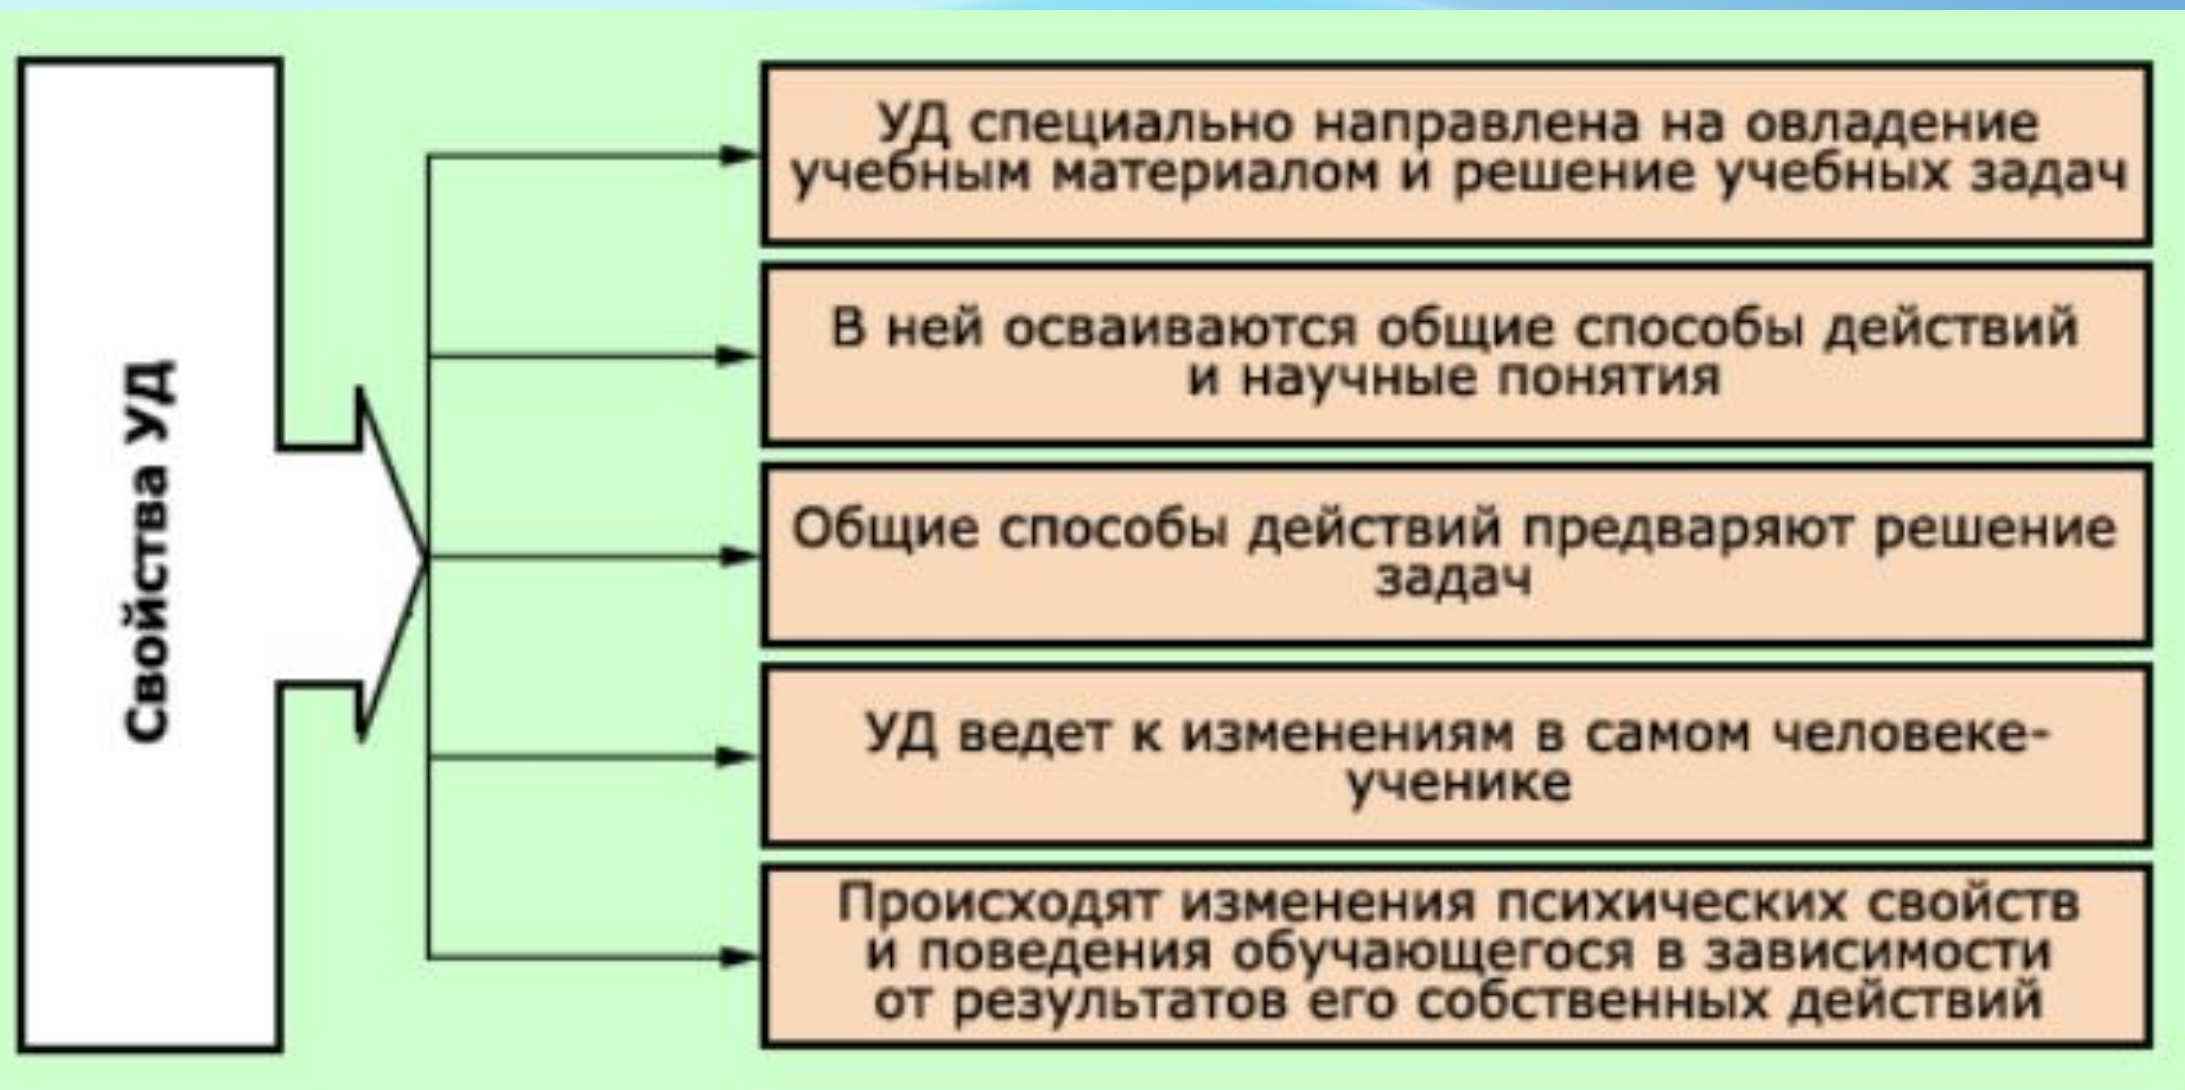 Свойства УД
УД специально направлена на овладение
учебным материалом и решение учебных задач
В ней осваиваются общие способы действий
и научные понятия
Общие способы действий предваряют решение
задач
УД ведет к изменениям в самом человеке-
ученике
Происходят изменения психических свойств
и поведения обучающегося в зависимости
от результатов его собственных действий